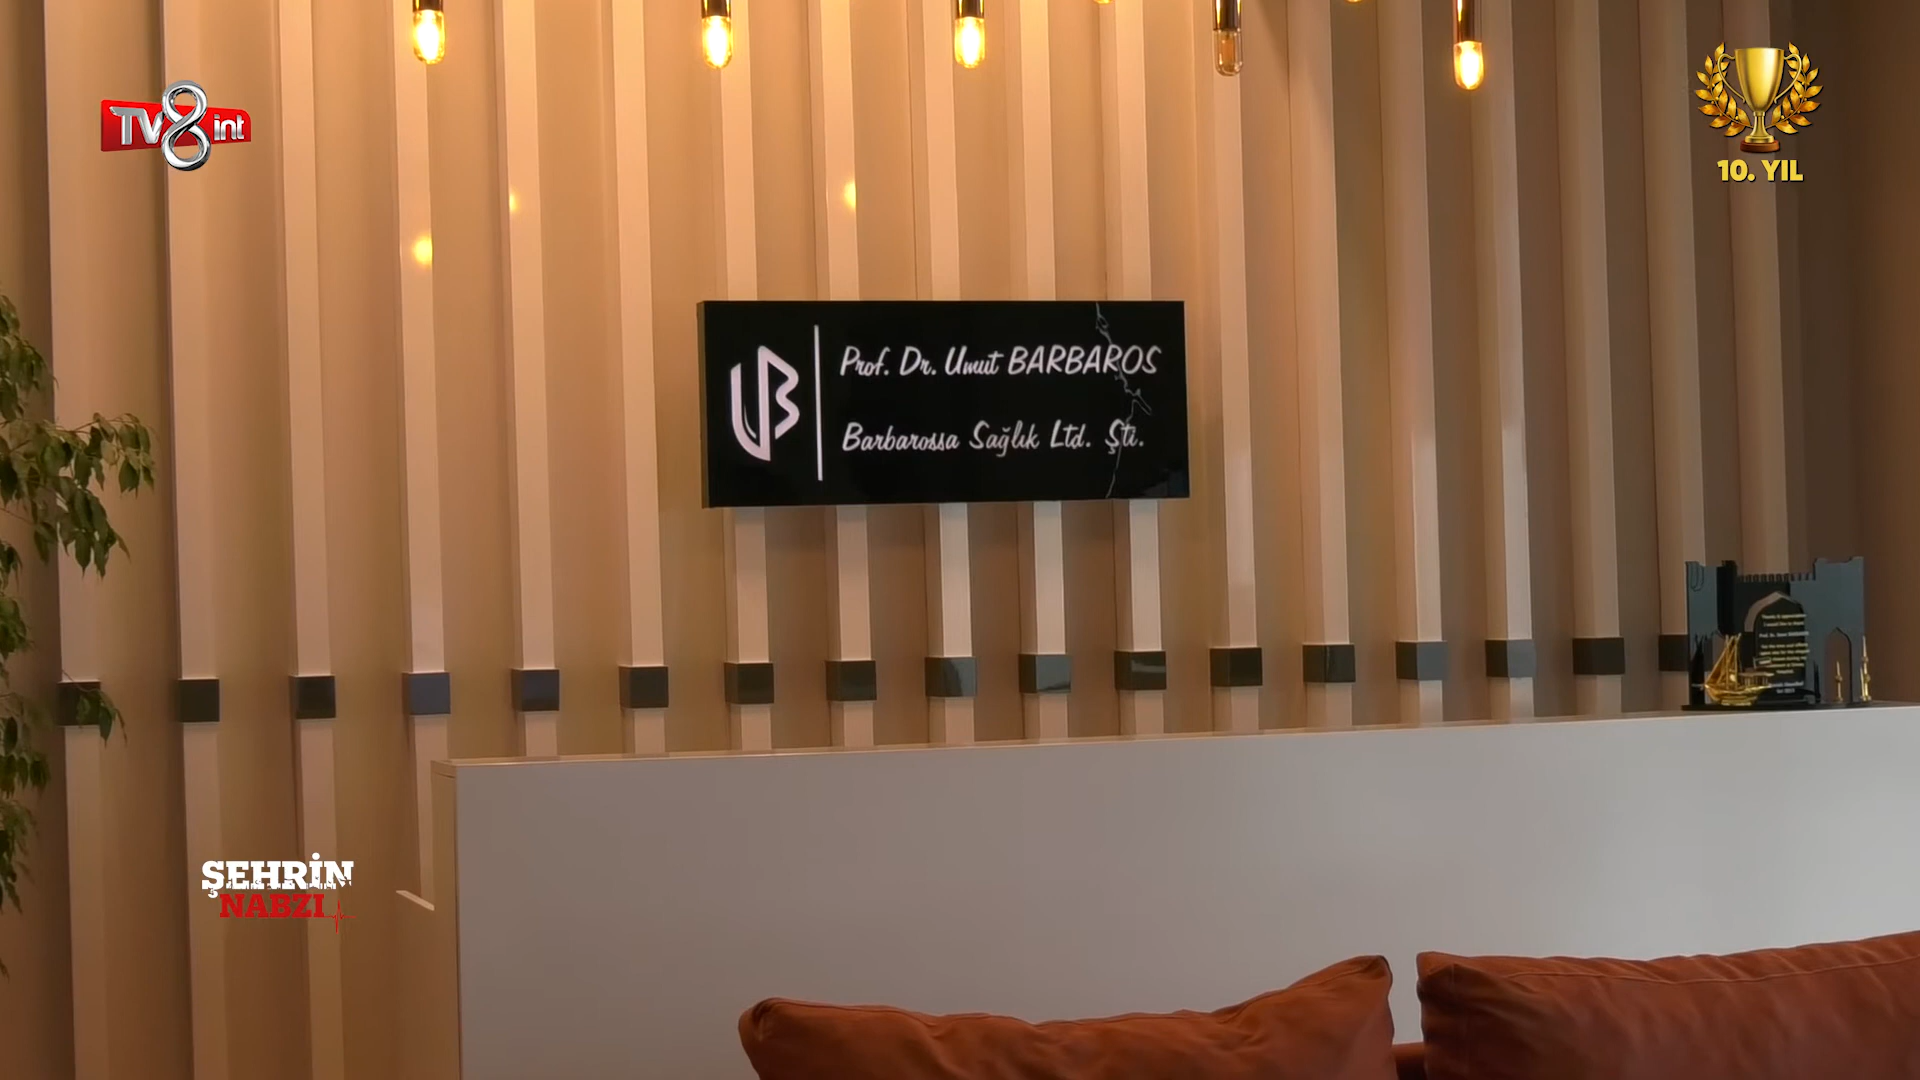 TV8int
10. YIL
UB
Prof. Dr. Umut BARBAROS
Barbarossa Sağlık Ltd. Şti.
ŞEHRİN
NABZI